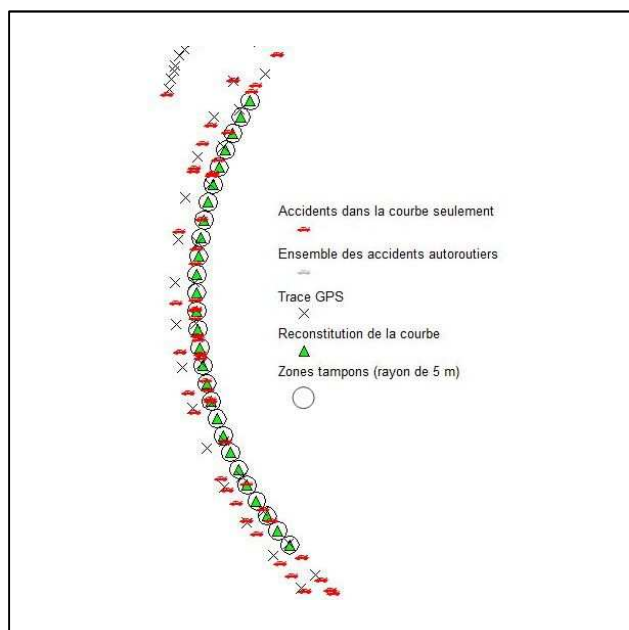 Accidents dans la courbe seulement
Ensemble des accidents autoroutiers
Trace GPS
Reconstitution de la courbe
Zones tampons (rayon de 5 m)